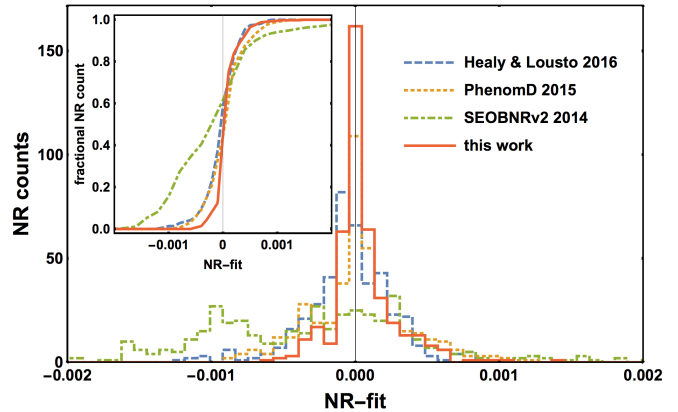 150
100
50
0
NR counts
−0.002
−0.001
0.000
0.001
0.002
NR−fit
1.0
0.8
0.6
0.4
0.2
0.0
fractional NR count
−0.001
0
0.001
NR−fit
Healy & Lousto 2016
PhenomD 2015
SEOBNRv2 2014
this work